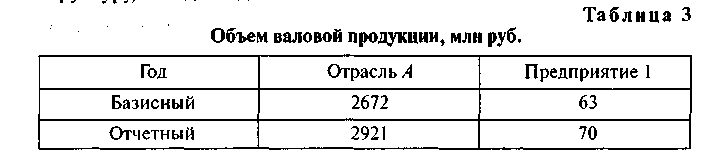 Таблица 3
Объем валовой продукции, млн руб.
Год Отрасль А Предприятие 1
Базисный 2672 63
Отчетный 2921 70